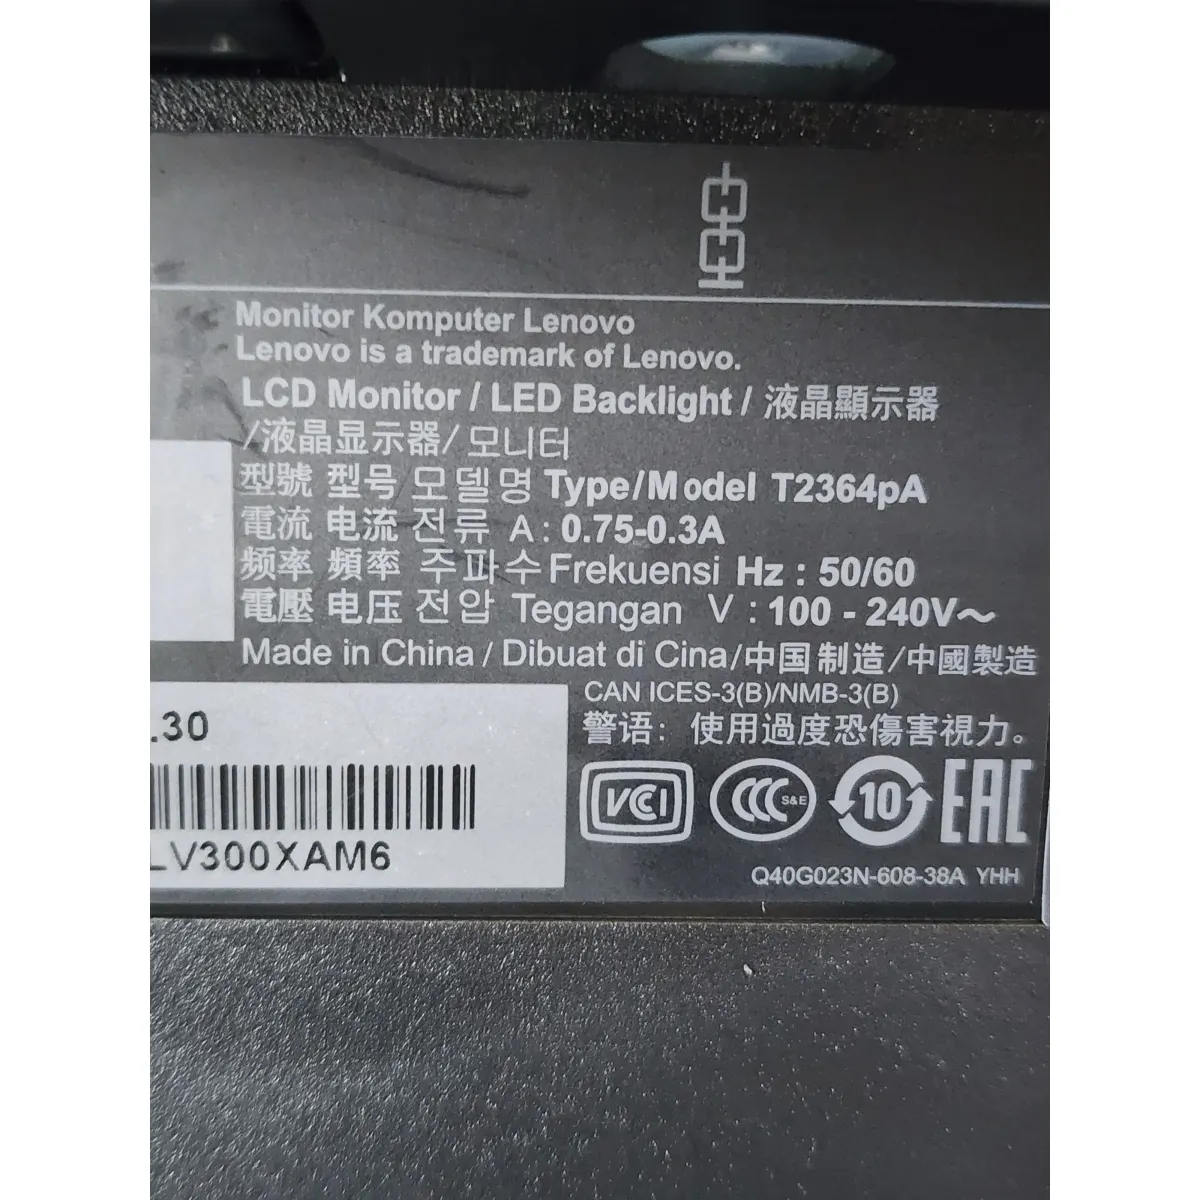 Monitor Komputer Lenovo
Lenovo is a trademark of Lenovo.
LCD Monitor / LED Backlight / 液晶顯示器
/液晶显示器/ 모니터
型號 型号 모델명 Type/Model T2364pA
電流 电流 전류 A : 0.75-0.3A
频率 頻率 주파수 Frekuensi Hz : 50/60
電壓 电压 전압 Tegangan V : 100 - 240V～
Made in China / Dibuat di Cina/中国制造/中國製造
CAN ICES-3(B)/NMB-3(B)
警语: 使用過度恐傷害視力。
.30
LV300XAM6
VCCI
CCC S&E
10
EAC
Q40G023N-608-38A YHH